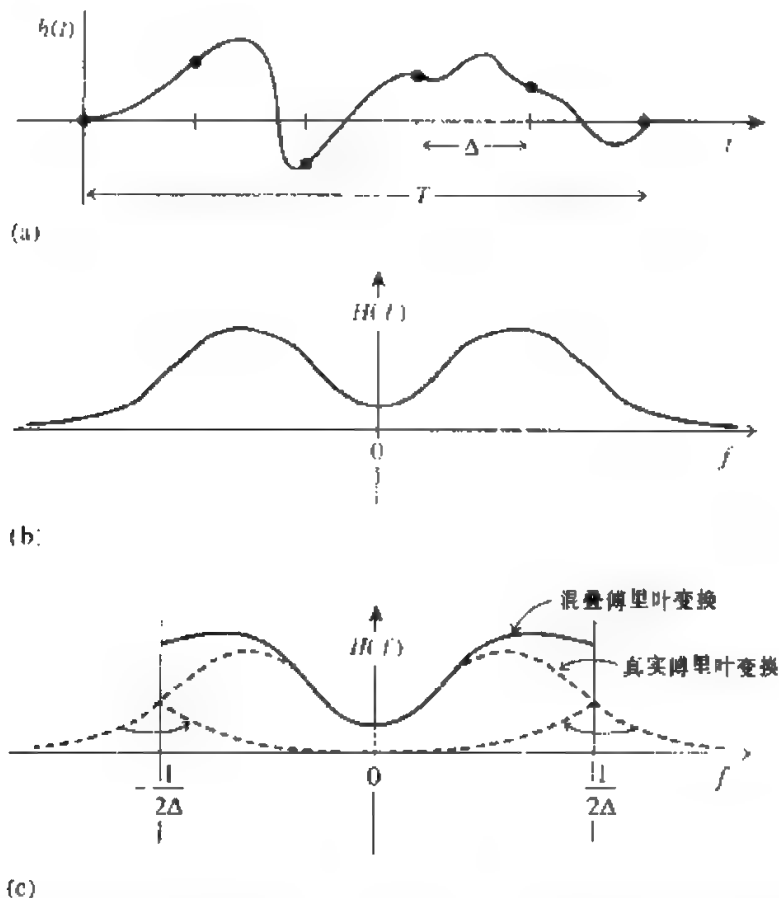 h(t)
Δ
t
T
(a)
H(f)
0
f
(b)
混叠傅里叶变换
H(f)
真实傅里叶变换
-1/2Δ
0
1/2Δ
f
(c)